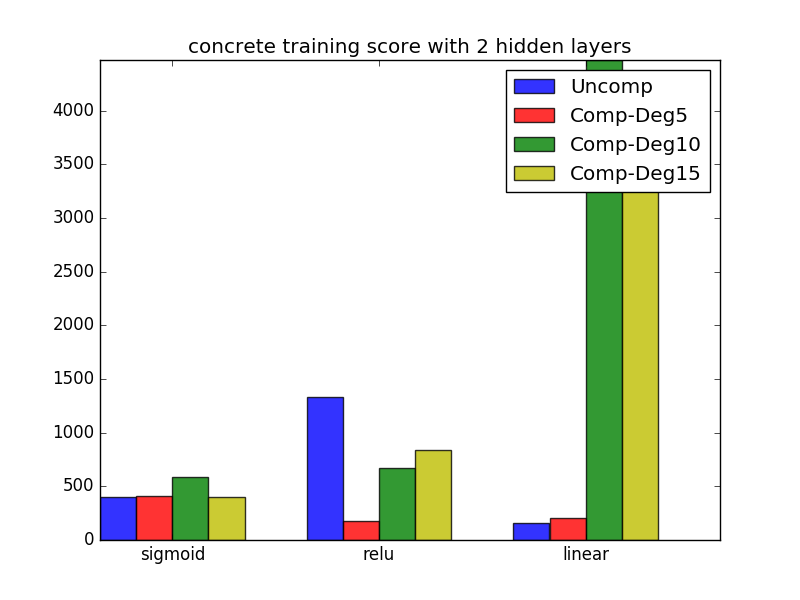 concrete training score with 2 hidden layers
4000
3500
3000
2500
2000
1500
1000
500
0
Uncomp
Comp-Deg5
Comp-Deg10
Comp-Deg15
sigmoid
relu
linear